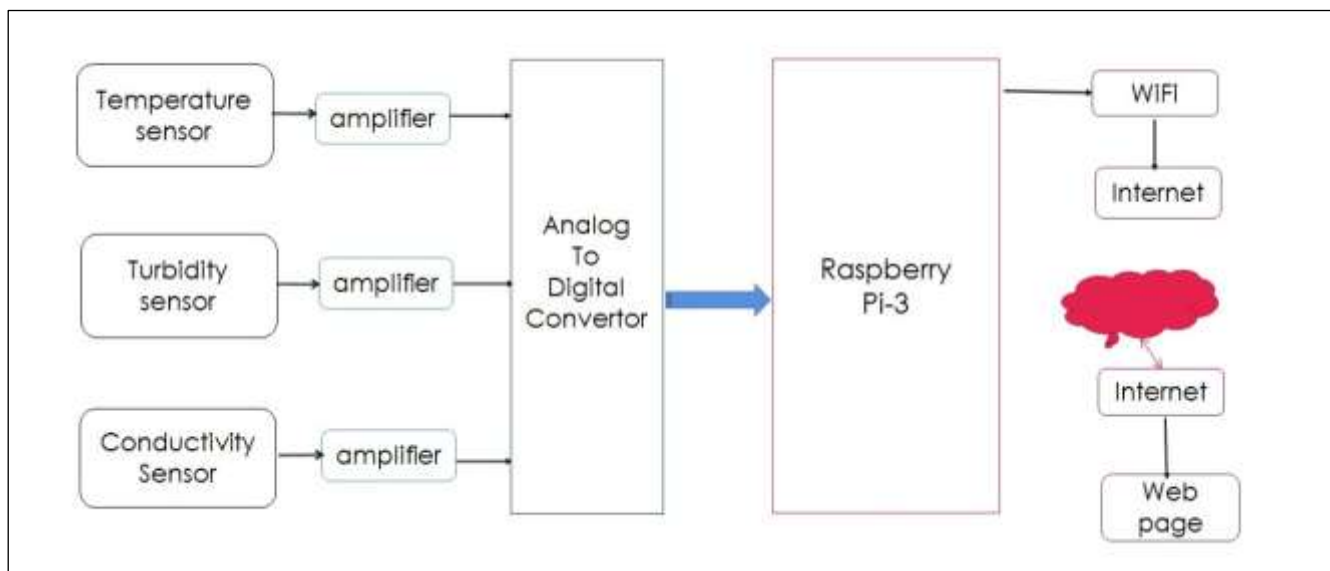 Temperature
sensor
amplifier
Turbidity
sensor
amplifier
Conductivity
Sensor
amplifier
Analog
To
Digital
Convertor
Raspberry
Pi-3
WiFi
Internet
Internet
Web
page